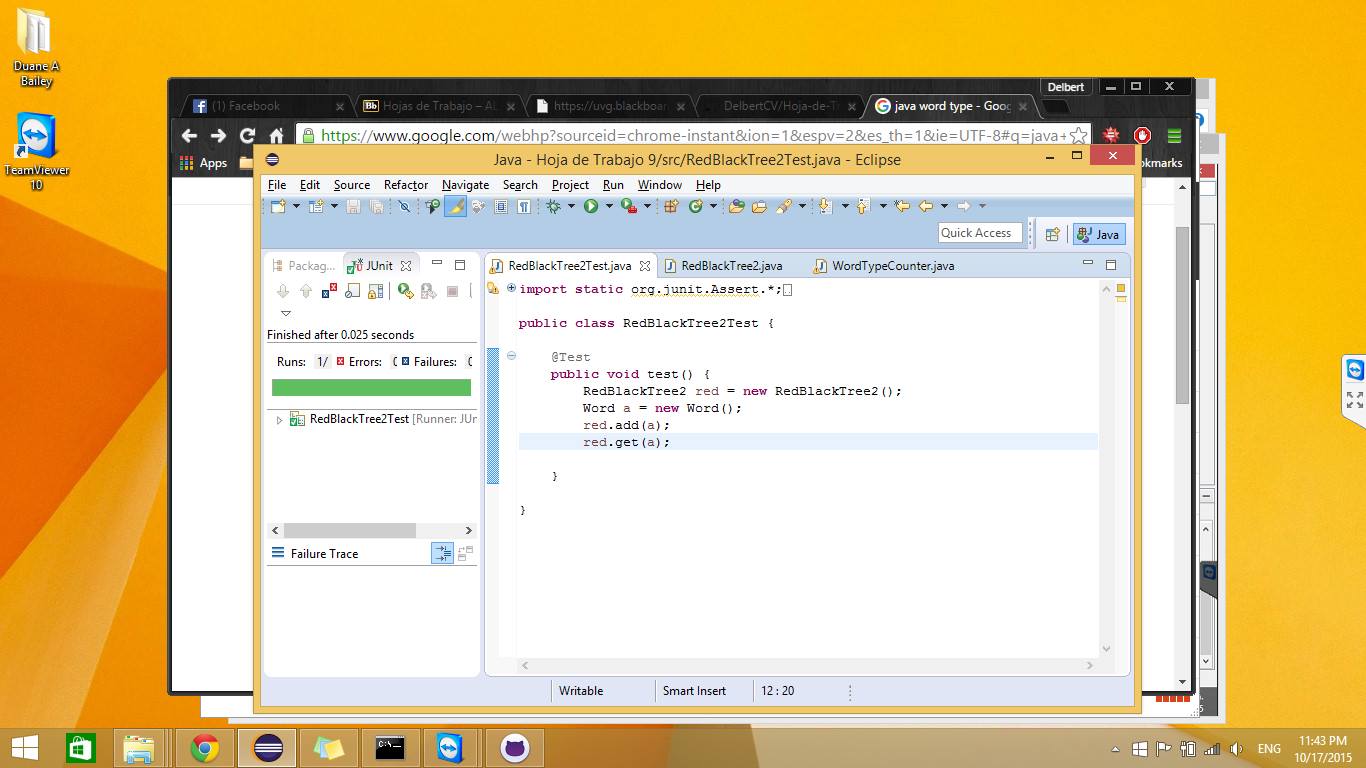 Duane A
Bailey
TeamViewer
10
Delbert
(1) Facebook
Bb Hojas de Trabajo – AL
https://uvg.blackboar
DelbertCV/Hoja-de-T
java word type - Goog
https://www.google.com/webhp?sourceid=chrome-instant&ion=1&espv=2&es_th=1&ie=UTF-8#q=java+
Apps
okmarks
Java - Hoja de Trabajo 9/src/RedBlackTree2Test.java - Eclipse
File Edit Source Refactor Navigate Search Project Run Window Help
Quick Access
Java
Packag...
JUnit
RedBlackTree2Test.java
RedBlackTree2.java
WordTypeCounter.java
Finished after 0.025 seconds
Runs: 1/ Errors: Failures:
RedBlackTree2Test [Runner: JUn
Failure Trace
import static org.junit.Assert.*;
public class RedBlackTree2Test {
@Test
public void test() {
RedBlackTree2 red = new RedBlackTree2();
Word a = new Word();
red.add(a);
red.get(a);
}
}
Writable
Smart Insert
12 : 20
C:\_
ENG
11:43 PM
10/17/2015